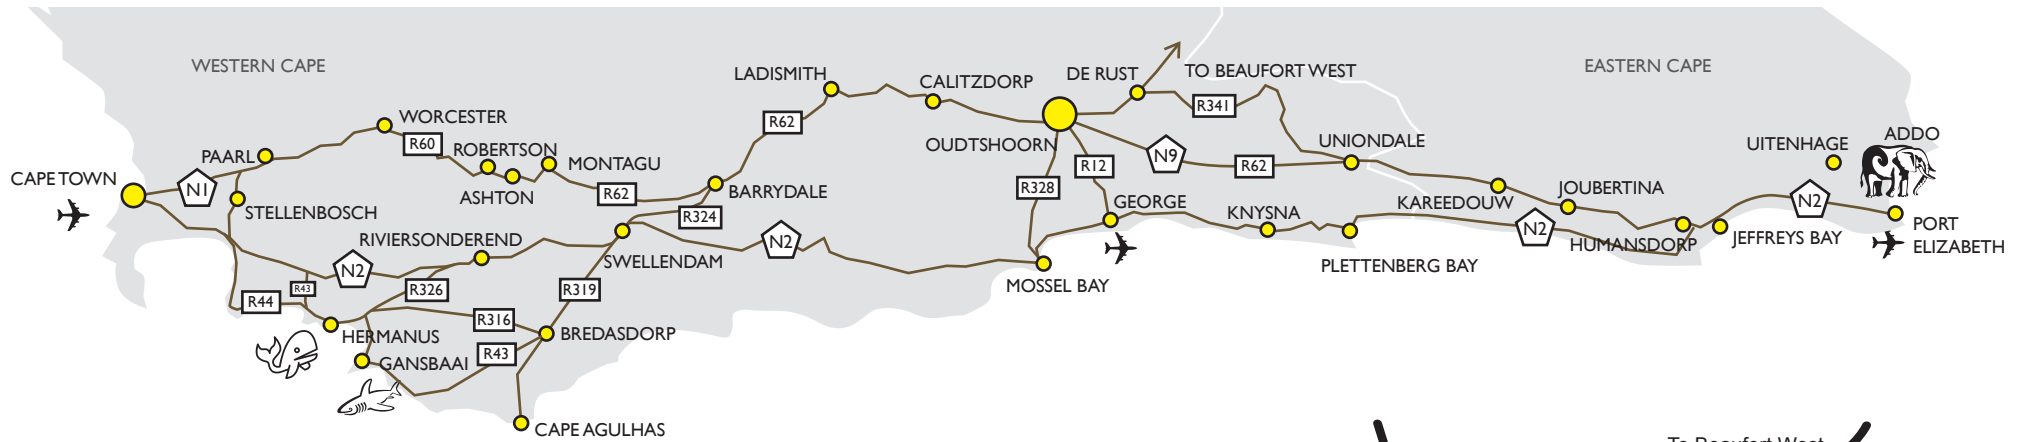 WESTERN CAPE
EASTERN CAPE
LADISMITH
CALITZDORP
DE RUST
TO BEAUFORT WEST
R341
WORCESTER
R62
R60
ROBERTSON
PAARL
MONTAGU
OUDTSHOORN
UNIONDALE
UITENHAGE
ADDO
CAPE TOWN
N1
ASHTON
R62
BARRYDALE
R328
R12
N9
R62
JOUBERTINA
STELLENBOSCH
R324
GEORGE
KNYSNA
KAREEDOUW
N2
N2
PORT
ELIZABETH
RIVIERSONDEREND
N2
N2
SWELLENDAM
HUMANSDORP
JEFFREYS BAY
PLETTENBERG BAY
MOSSEL BAY
R43
R44
R326
R319
R316
HERMANUS
BREDASDORP
R43
GANSBAAI
CAPE AGULHAS
To Beaufort West